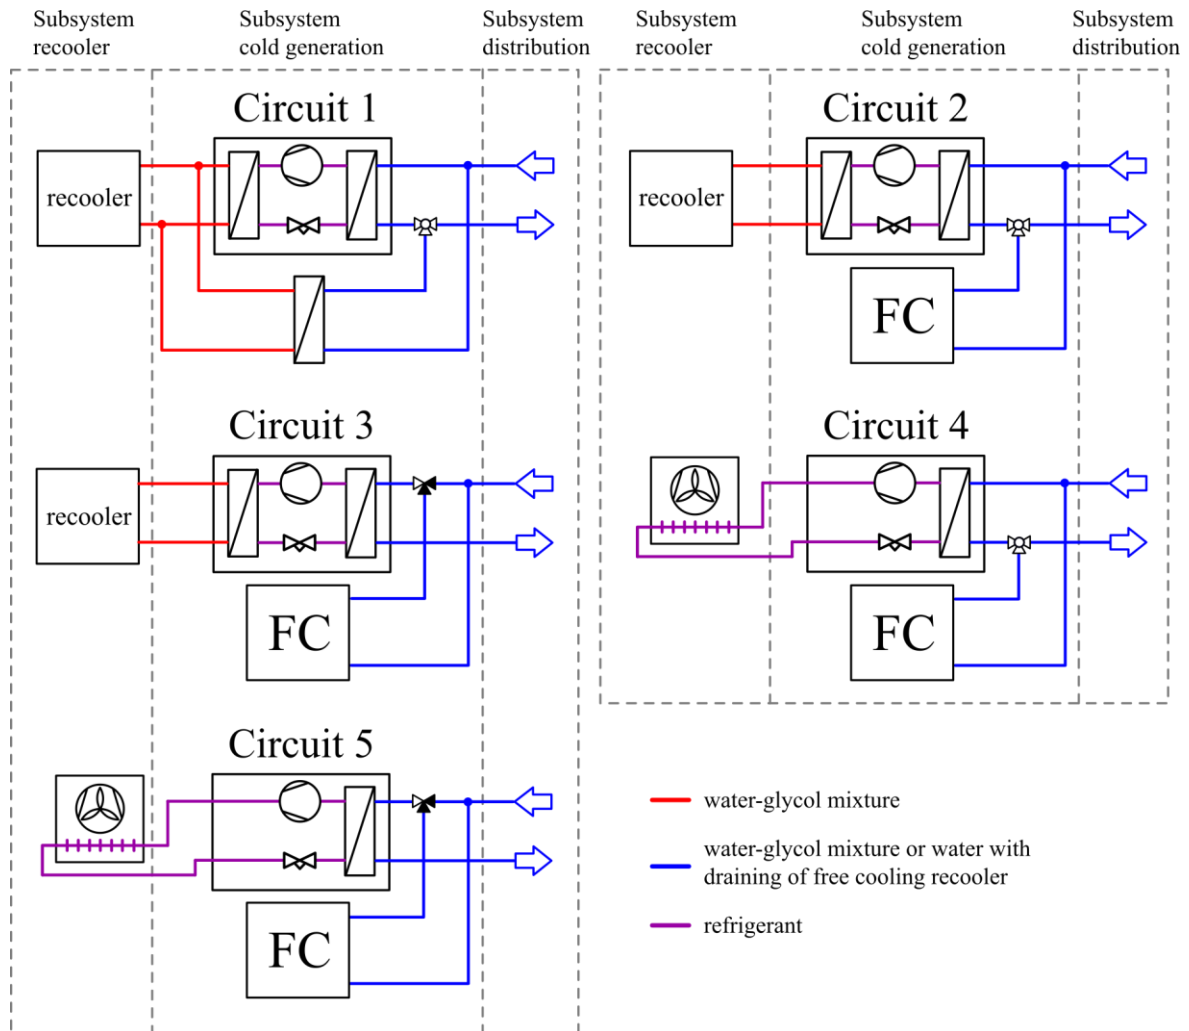 Subsystem
recooler
Subsystem
cold generation
Subsystem
distribution
Subsystem
recooler
Subsystem
cold generation
Subsystem
distribution
Circuit 1
recooler
Circuit 2
recooler
FC
Circuit 3
recooler
FC
Circuit 4
FC
Circuit 5
FC
water-glycol mixture
water-glycol mixture or water with
draining of free cooling recooler
refrigerant